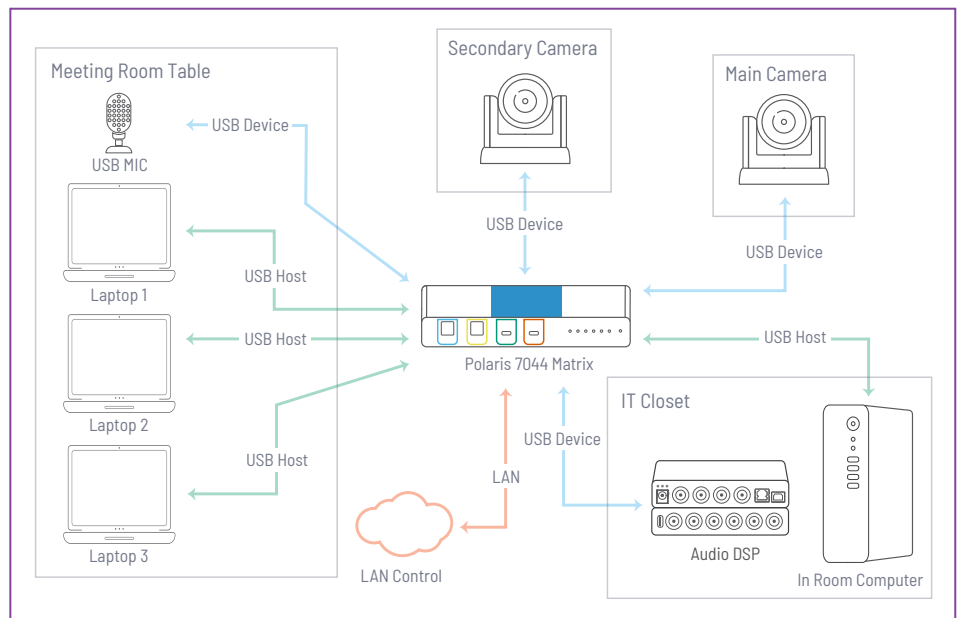 Secondary Camera
Main Camera
Meeting Room Table
USB Device
USB MIC
USB Device
USB Device
USB Host
Laptop 1
USB Host
USB Host
Polaris 7044 Matrix
IT Closet
Laptop 2
USB Device
USB Host
LAN
Laptop 3
Audio DSP
LAN Control
In Room Computer